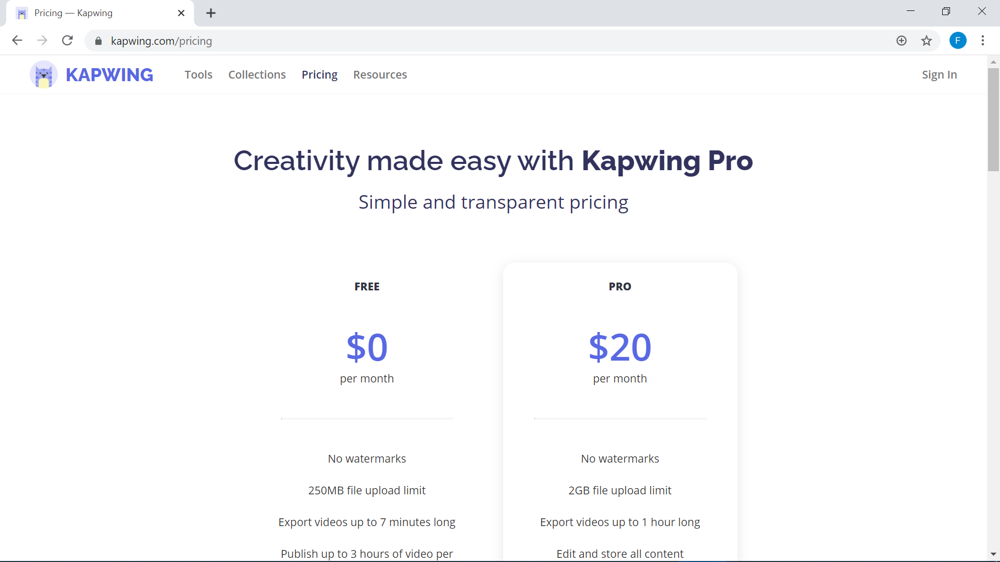 Pricing — Kapwing
kapwing.com/pricing
F
KAPWING
Tools
Collections
Pricing
Resources
Sign In
Creativity made easy with Kapwing Pro
Simple and transparent pricing
FREE
$0
per month
No watermarks
250MB file upload limit
Export videos up to 7 minutes long
Publish up to 3 hours of video per
PRO
$20
per month
No watermarks
2GB file upload limit
Export videos up to 1 hour long
Edit and store all content